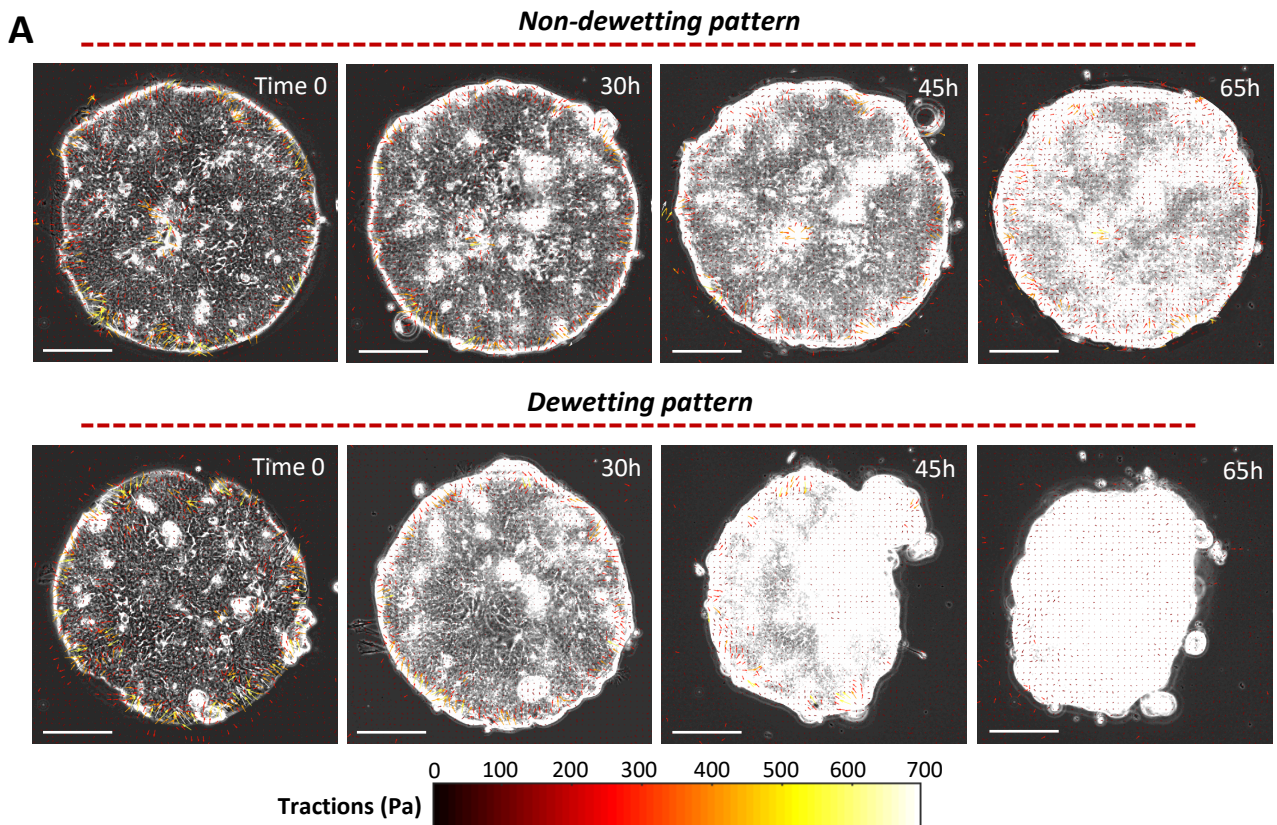 A
Non-dewetting pattern
Time 0
30h
45h
65h
Dewetting pattern
Time 0
30h
45h
65h
0 100 200 300 400 500 600 700
Tractions (Pa)